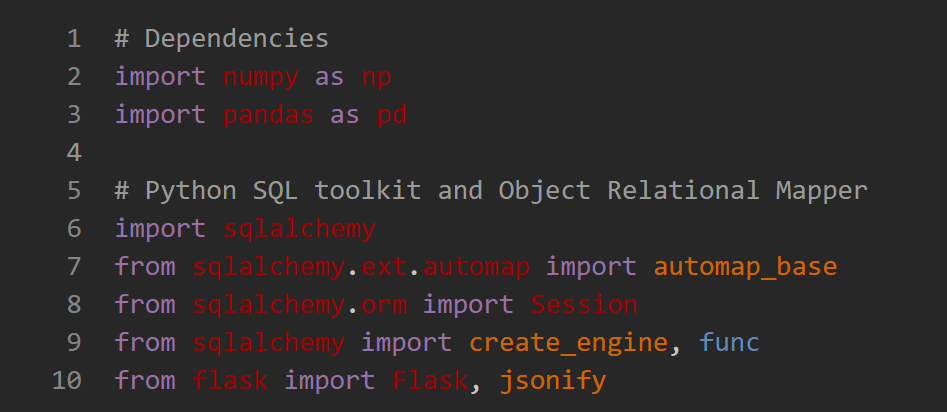 1 # Dependencies
2 import numpy as np
3 import pandas as pd
4
5 # Python SQL toolkit and Object Relational Mapper
6 import sqlalchemy
7 from sqlalchemy.ext.automap import automap_base
8 from sqlalchemy.orm import Session
9 from sqlalchemy import create_engine, func
10 from flask import Flask, jsonify